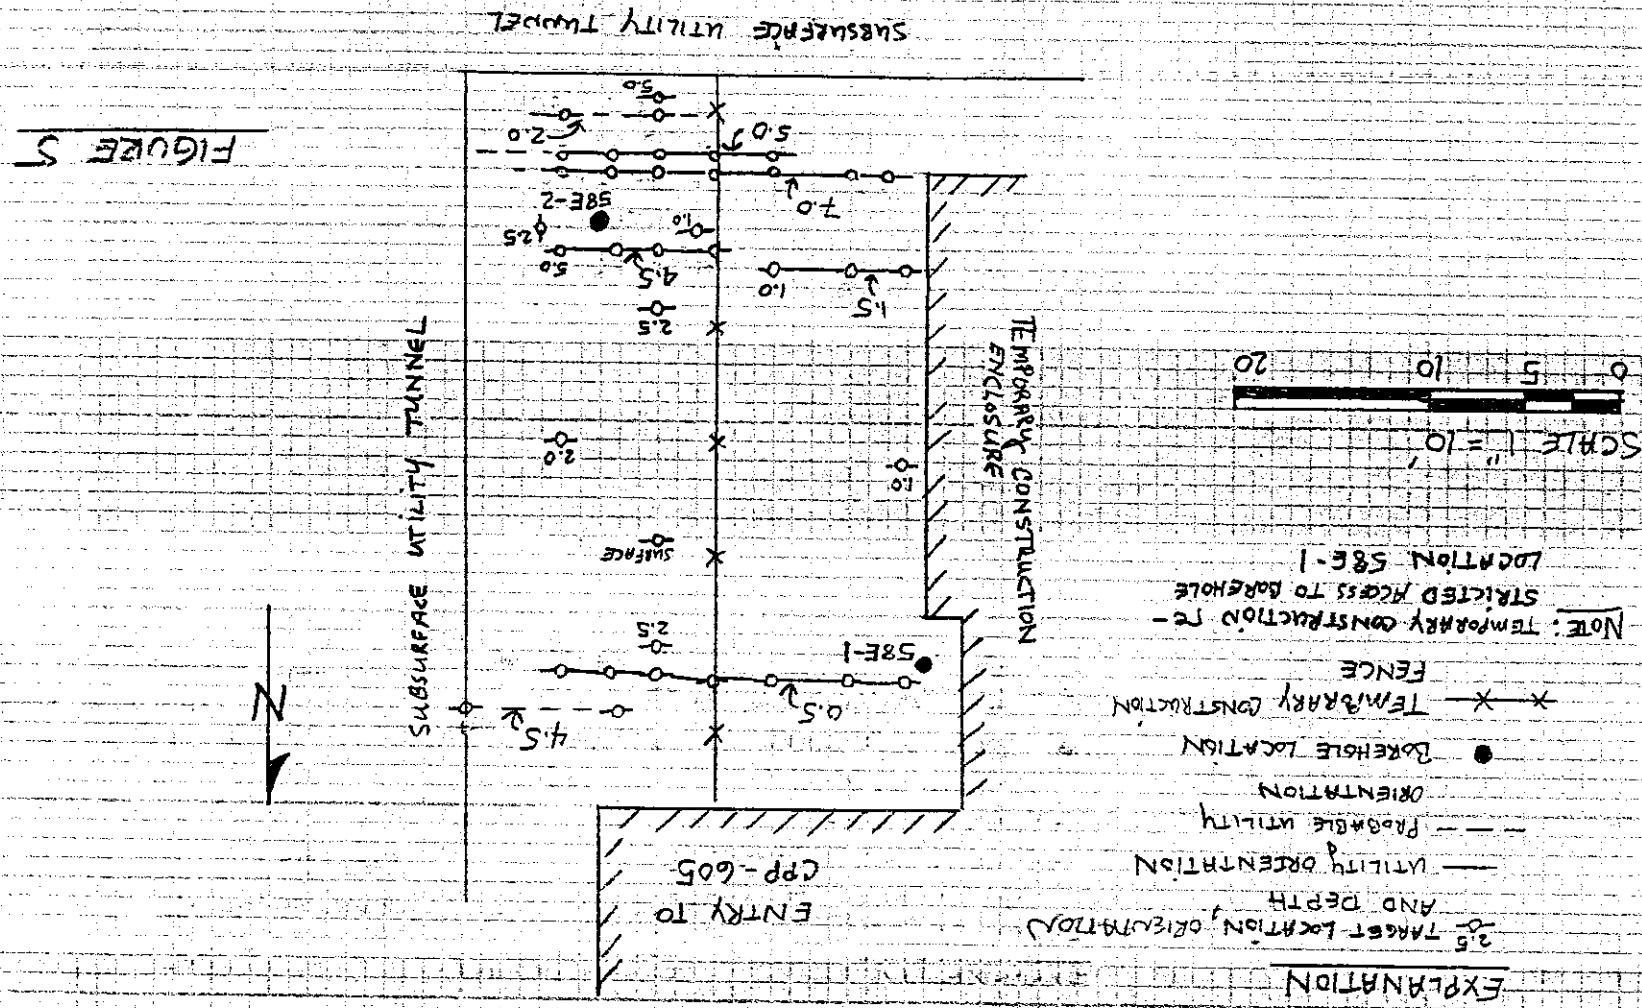 EXPLANATION
2.5 TARGET LOCATION, ORIENTATION
AND DEPTH
UTILITY ORIENTATION
PROBABLE UTILITY
ORIENTATION
BOREHOLE LOCATION
TEMPORARY CONSTRUCTION
FENCE
NOTE: TEMPORARY CONSTRUCTION RE-
STRICTED ACCESS TO BOREHOLE
LOCATION 58E-1
SCALE 1" = 10'
0 5 10 20
ENTRY TO
CPP-605
N
4.5
0.5
58E-1
2.5
SURFACE
1.0
2.0
TEMPORARY CONSTRUCTION
ENCLOSURE
SUBSURFACE UTILITY TUNNEL
2.5
1.5
1.0
4.5
5.0
2.5
1.0
58E-2
7.0
5.0
2.0
5.0
FIGURE 5
SUBSURFACE UTILITY TUNNEL